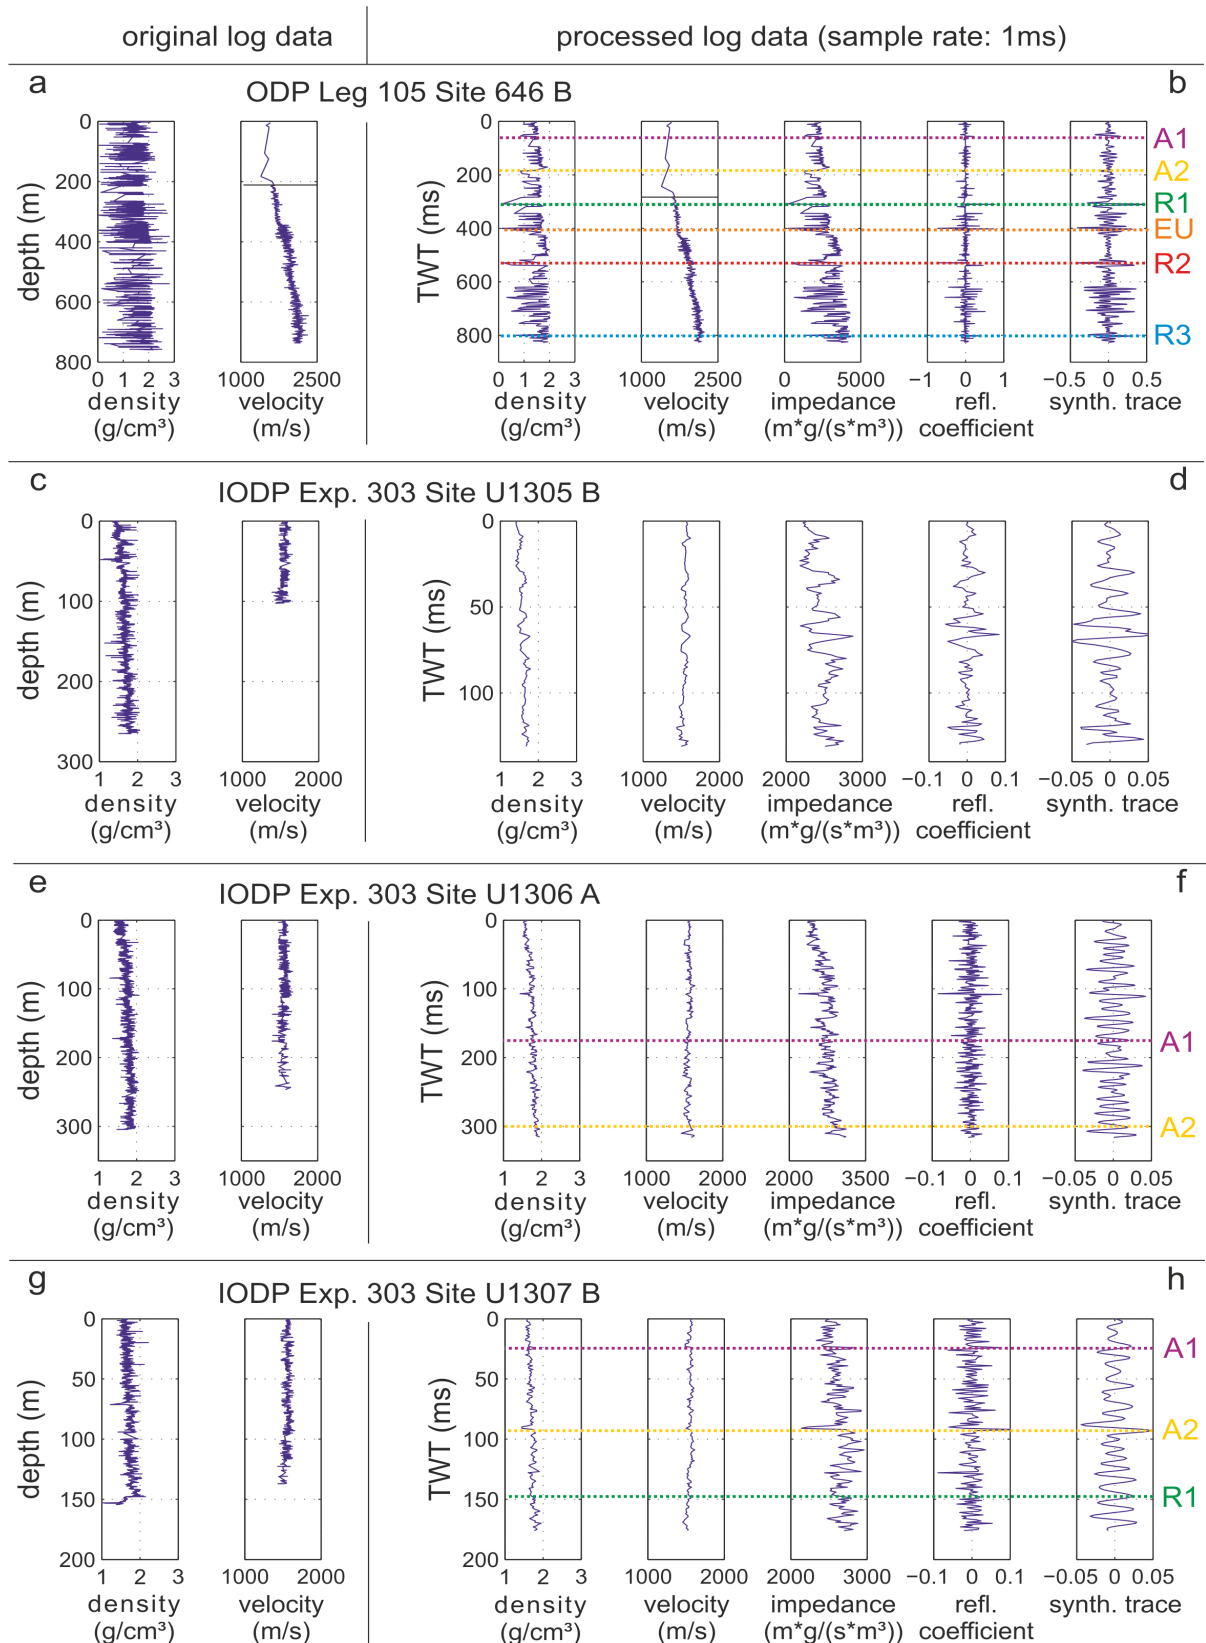 original log data
processed log data (sample rate: 1ms)
a
ODP Leg 105 Site 646 B
b
0
200
400
600
800
depth (m)
0 1 2 3
density
(g/cm³)
1000 2500
velocity
(m/s)
0
200
400
600
800
TWT (ms)
0 1 2 3
density
(g/cm³)
1000 2500
velocity
(m/s)
0 5000
impedance
(m*g/(s*m³))
−1 0 1
refl.
coefficient
−0.5 0 0.5
synth. trace
A1
A2
R1
EU
R2
R3
c
IODP Exp. 303 Site U1305 B
d
0
100
200
300
depth (m)
1 2 3
density
(g/cm³)
1000 2000
velocity
(m/s)
0
50
100
TWT (ms)
1 2 3
density
(g/cm³)
1000 2000
velocity
(m/s)
2000 3000
impedance
(m*g/(s*m³))
−0.1 0 0.1
refl.
coefficient
−0.05 0 0.05
synth. trace
e
IODP Exp. 303 Site U1306 A
f
0
100
200
300
depth (m)
1 2 3
density
(g/cm³)
1000 2000
velocity
(m/s)
0
100
200
300
TWT (ms)
1 2 3
density
(g/cm³)
1000 2000
velocity
(m/s)
2000 3500
impedance
(m*g/(s*m³))
−0.1 0 0.1
refl.
coefficient
−0.05 0 0.05
synth. trace
A1
A2
g
IODP Exp. 303 Site U1307 B
h
0
50
100
150
200
depth (m)
1 2 3
density
(g/cm³)
1000 2000
velocity
(m/s)
0
50
100
150
200
TWT (ms)
1 2 3
density
(g/cm³)
1000 2000
velocity
(m/s)
2000 3000
impedance
(m*g/(s*m³))
−0.1 0 0.1
refl.
coefficient
−0.05 0 0.05
synth. trace
A1
A2
R1